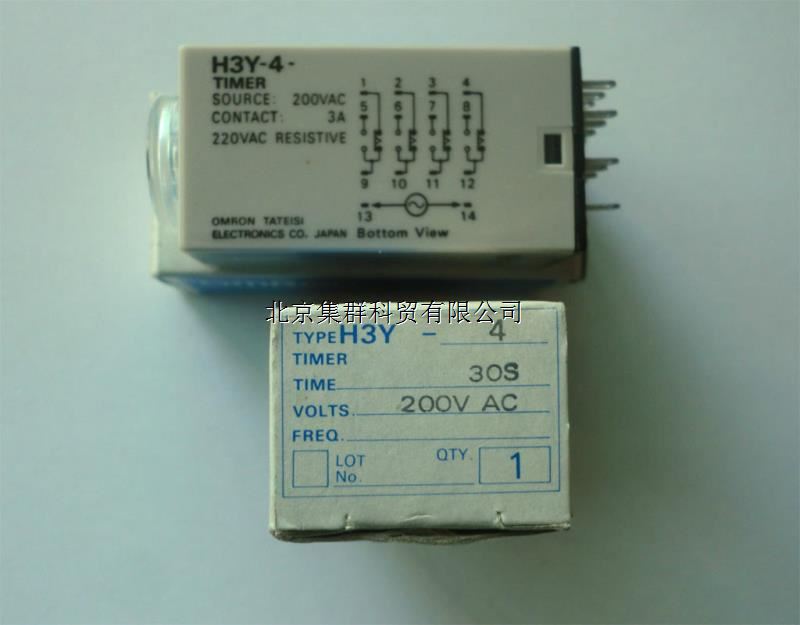 H3Y-4-
TIMER
SOURCE: 200VAC
CONTACT: 3A
220VAC RESISTIVE
1 2 3 4
5 6 7 8
9 10 11 12
13 14
OMRON TATEISI
ELECTRONICS CO. JAPAN Bottom View
北京集群科贸有限公司
TYPE H3Y - 4
TIMER
TIME 30S
VOLTS. 200V AC
FREQ.
LOT No. QTY. 1